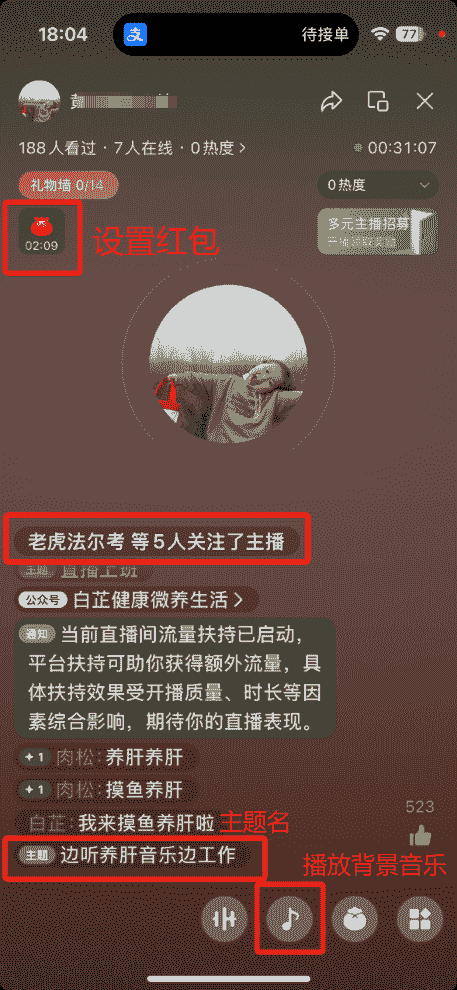 18:04
待接单
77
188人看过 · 7人在线 · 0热度 >
00:31:07
礼物墙 0/14
0热度
02:09
设置红包
多元主播招募
老虎法尔考 等5人关注了主播
主题 直播上班
公众号 白芷健康微养生活 >
通知 当前直播间流量扶持已启动，
平台扶持可助你获得额外流量，具
体扶持效果受开播质量、时长等因
素综合影响，期待你的直播表现。
1 肉松：养肝养肝
1 肉松：摸鱼养肝
白芷：我来摸鱼养肝啦
主题名
523
主题 边听养肝音乐边工作
播放背景音乐